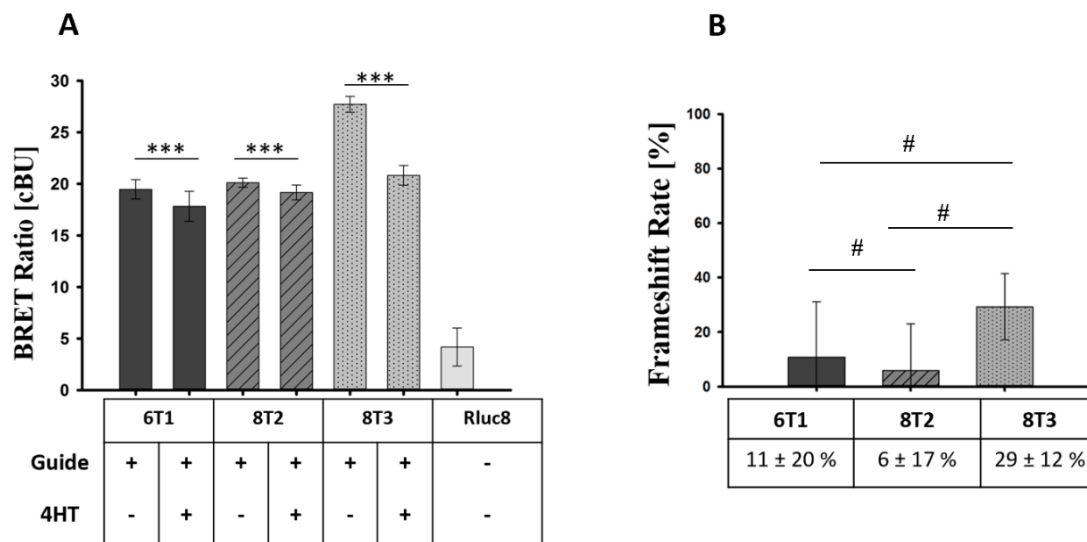 A
BRET Ratio [cBU]
30
25
20
15
10
5
0
***
***
***
6T1 8T2 8T3 Rluc8
Guide + + + + + + -
4HT - + - + - + -
B
Frameshift Rate [%]
100
80
60
40
20
0
#
#
#
6T1 8T2 8T3
11 ± 20 % 6 ± 17 % 29 ± 12 %